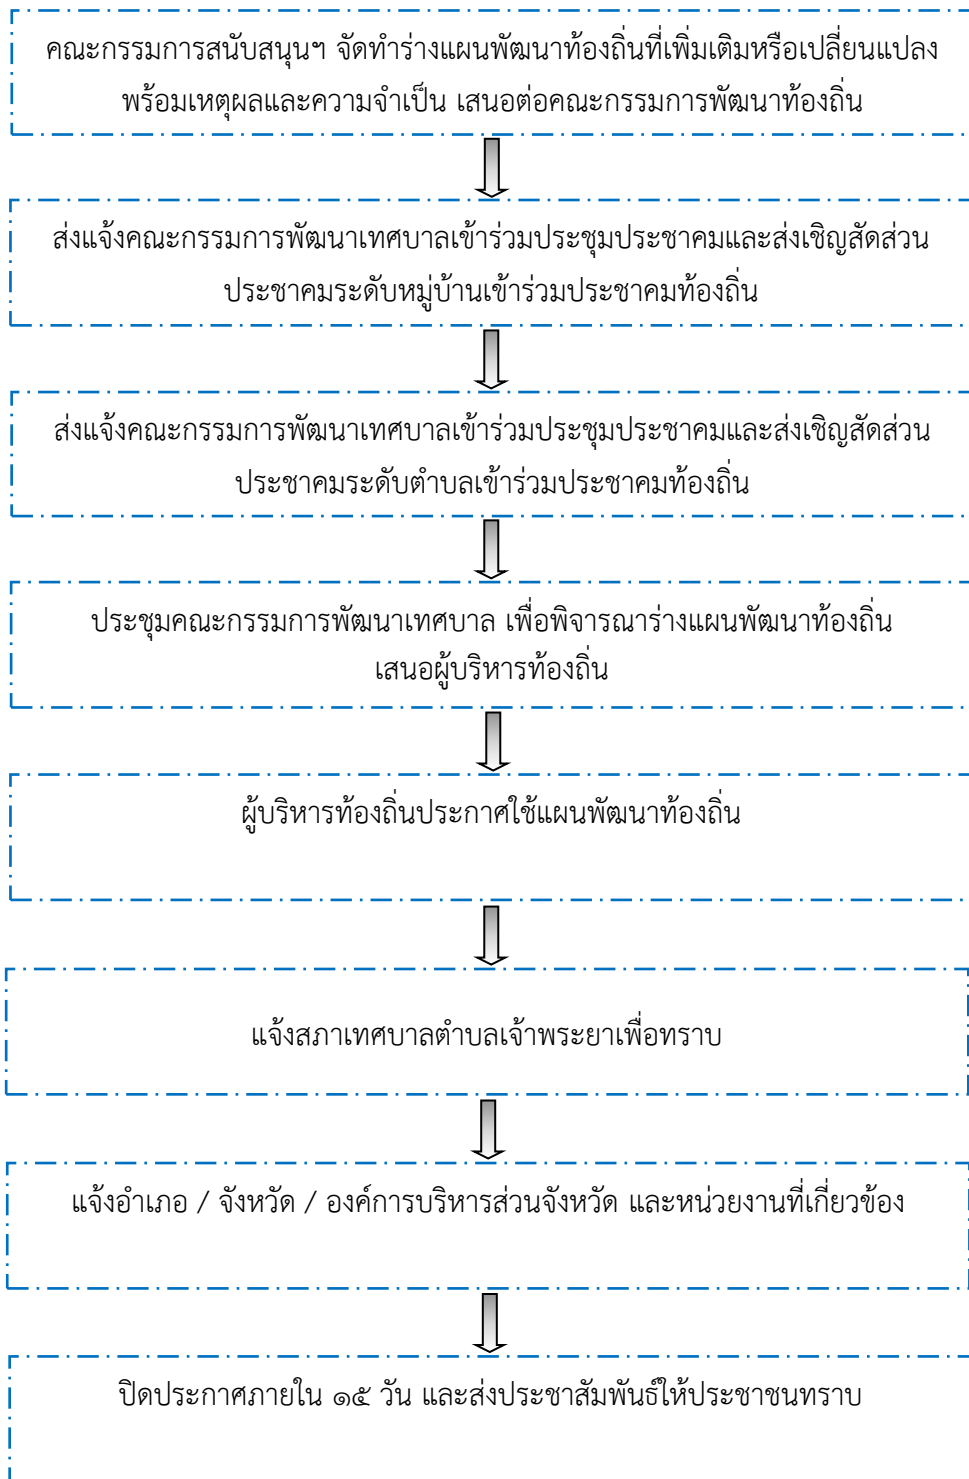 คณะกรรมการสนับสนุนฯ จัดทำร่างแผนพัฒนาท้องถิ่นที่เพิ่มเติมหรือเปลี่ยนแปลง
พร้อมเหตุผลและความจำเป็น เสนอต่อคณะกรรมการพัฒนาท้องถิ่น
ส่งแจ้งคณะกรรมการพัฒนาเทศบาลเข้าร่วมประชุมประชาคมและส่งเชิญสัดส่วน
ประชาคมระดับหมู่บ้านเข้าร่วมประชาคมท้องถิ่น
ส่งแจ้งคณะกรรมการพัฒนาเทศบาลเข้าร่วมประชุมประชาคมและส่งเชิญสัดส่วน
ประชาคมระดับตำบลเข้าร่วมประชาคมท้องถิ่น
ประชุมคณะกรรมการพัฒนาเทศบาล เพื่อพิจารณาร่างแผนพัฒนาท้องถิ่น
เสนอผู้บริหารท้องถิ่น
ผู้บริหารท้องถิ่นประกาศใช้แผนพัฒนาท้องถิ่น
แจ้งสภาเทศบาลตำบลเจ้าพระยาเพื่อทราบ
แจ้งอำเภอ / จังหวัด / องค์การบริหารส่วนจังหวัด และหน่วยงานที่เกี่ยวข้อง
ปิดประกาศภายใน ๑๕ วัน และส่งประชาสัมพันธ์ให้ประชาชนทราบ